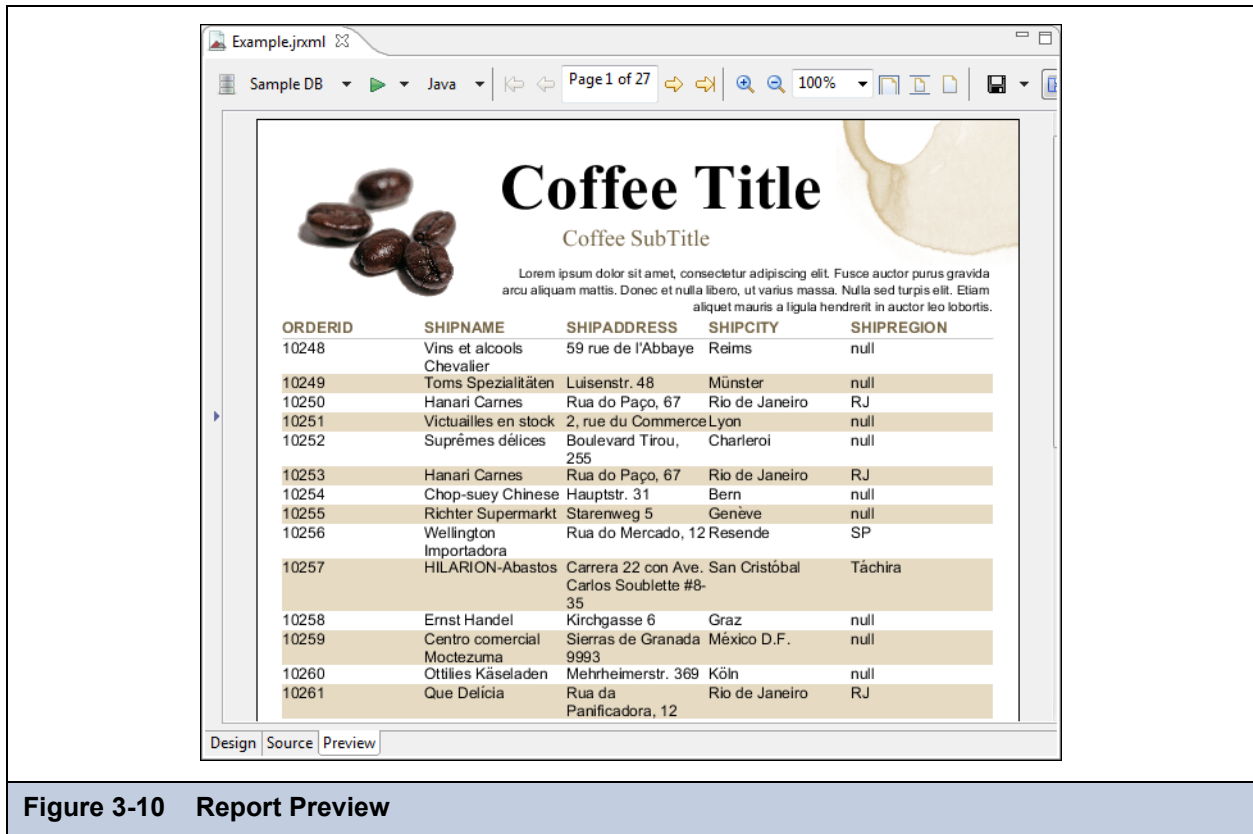 Example.jrxml
Sample DB Java Page 1 of 27 100%
Coffee Title
Coffee SubTitle
Lorem ipsum dolor sit amet, consectetur adipiscing elit. Fusce auctor purus gravida
arcu aliquam mattis. Donec et nulla libero, ut varius massa. Nulla sed turpis elit. Etiam
aliquet mauris a ligula hendrerit in auctor leo lobortis.
ORDERID SHIPNAME SHIPADDRESS SHIPCITY SHIPREGION
10248 Vins et alcools 59 rue de l'Abbaye Reims null
Chevalier
10249 Toms Spezialitäten Luisenstr. 48 Münster null
10250 Hanari Carnes Rua do Paço, 67 Rio de Janeiro RJ
10251 Victuailles en stock 2, rue du Commerce Lyon null
10252 Suprêmes délices Boulevard Tirou, Charleroi null
255
10253 Hanari Carnes Rua do Paço, 67 Rio de Janeiro RJ
10254 Chop-suey Chinese Hauptstr. 31 Bern null
10255 Richter Supermarkt Starenweg 5 Genève null
10256 Wellington Rua do Mercado, 12 Resende SP
Importadora
10257 HILARION-Abastos Carrera 22 con Ave. San Cristóbal Táchira
Carlos Soublette #8-
35
10258 Ernst Handel Kirchgasse 6 Graz null
10259 Centro comercial Sierras de Granada México D.F. null
Moctezuma 9993
10260 Ottilies Käseladen Mehrheimerstr. 369 Köln null
10261 Que Delícia Rua da Rio de Janeiro RJ
Panificadora, 12
Design Source Preview
Figure 3-10 Report Preview